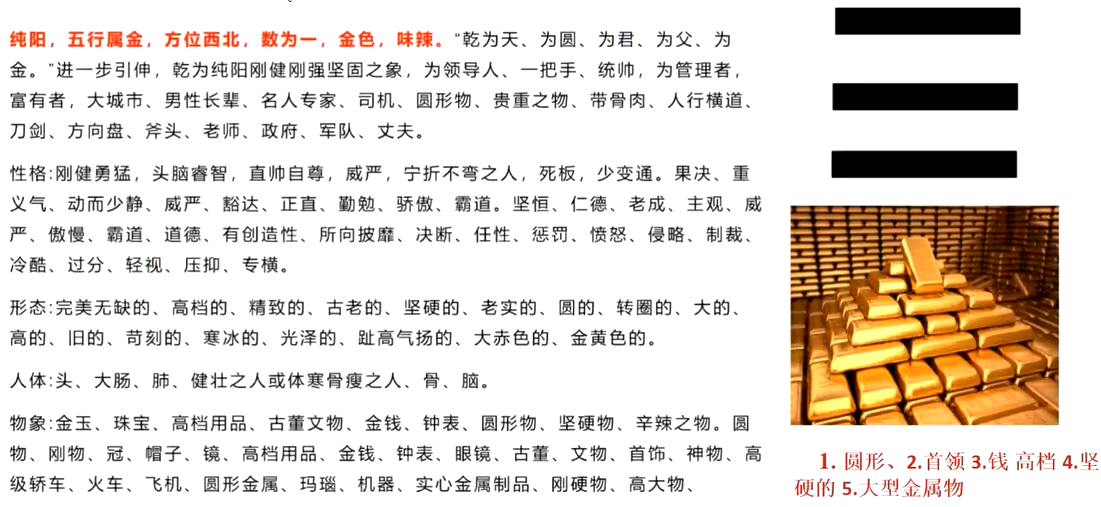 纯阳，五行属金，方位西北，数为一，金色，味辣。“乾为天、为圆、为君、为父、为
金。”进一步引伸，乾为纯阳刚健刚强坚固之象，为领导人、一把手、统帅，为管理者，
富有者，大城市、男性长辈、名人专家、司机、圆形物、贵重之物、带骨肉、人行横道、
刀剑、方向盘、斧头、老师、政府、军队、丈夫。
性格:刚健勇猛，头脑睿智，直帅自尊，威严，宁折不弯之人，死板，少变通。果决、重
义气、动而少静、威严、豁达、正直、勤勉、骄傲、霸道。坚恒、仁德、老成、主观、威
严、傲慢、霸道、道德、有创造性、所向披靡、决断、任性、惩罚、愤怒、侵略、制裁、
冷酷、过分、轻视、压抑、专横。
形态:完美无缺的、高档的、精致的、古老的、坚硬的、老实的、圆的、转圈的、大的、
高的、旧的、苛刻的、寒冰的、光泽的、趾高气扬的、大赤色的、金黄色的。
人体:头、大肠、肺、健壮之人或体寒骨瘦之人、骨、脑。
物象:金玉、珠宝、高档用品、古董文物、金钱、钟表、圆形物、坚硬物、辛辣之物。圆
物、刚物、冠、帽子、镜、高档用品、金钱、钟表、眼镜、古董、文物、首饰、神物、高
级轿车、火车、飞机、圆形金属、玛瑙、机器、实心金属制品、刚硬物、高大物、
1. 圆形、2.首领 3.钱 高档 4.坚
硬的 5.大型金属物